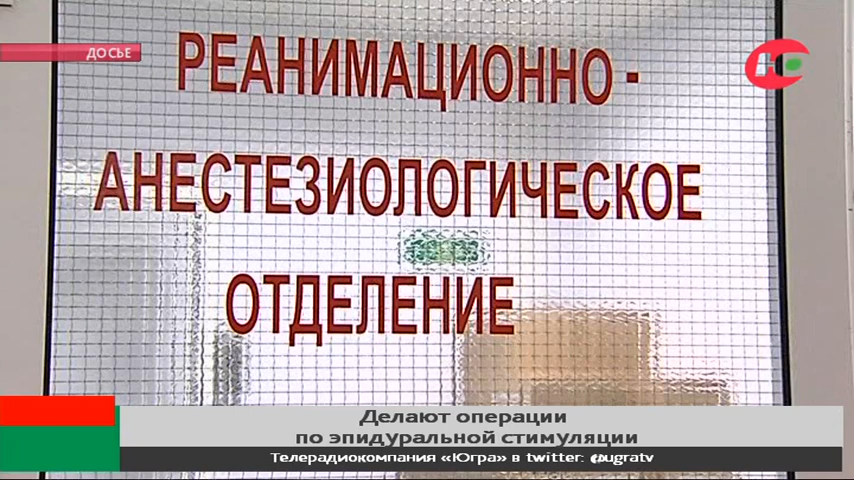 ДОСЬЕ
РЕАНИМАЦИОННО -
АНЕСТЕЗИОЛОГИЧЕСКОЕ
ОТДЕЛЕНИЕ
Делают операции
по эпидуральной стимуляции
Телерадиокомпания «Югра» в twitter: @ugratv